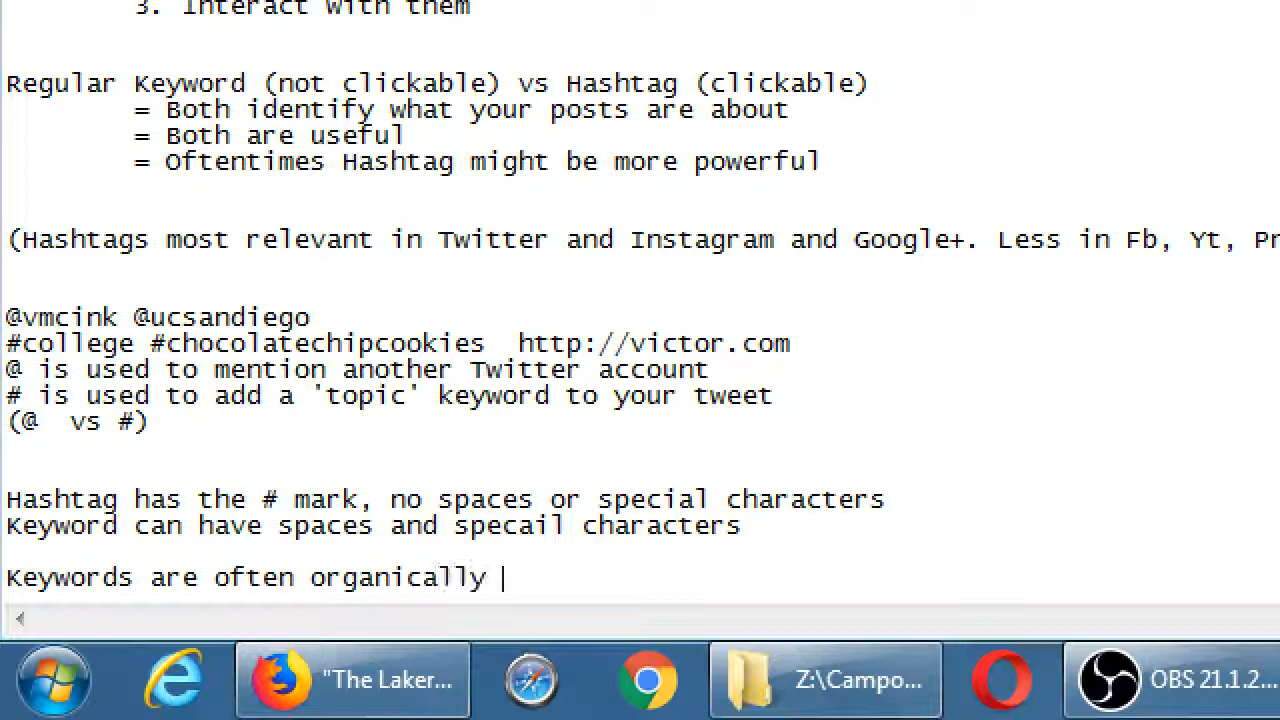 3. Interact with them
Regular Keyword (not clickable) vs Hashtag (clickable)
= Both identify what your posts are about
= Both are useful
= Oftentimes Hashtag might be more powerful
(Hashtags most relevant in Twitter and Instagram and Google+. Less in Fb, Yt, Pn
@vmcink @ucsandiego
#college #chocolatechipcookies  http://victor.com
@ is used to mention another Twitter account
# is used to add a 'topic' keyword to your tweet
(@  vs #)
Hashtag has the # mark, no spaces or special characters
Keyword can have spaces and specail characters
Keywords are often organically
"The Laker... Z:\Campo... OBS 21.1.2...